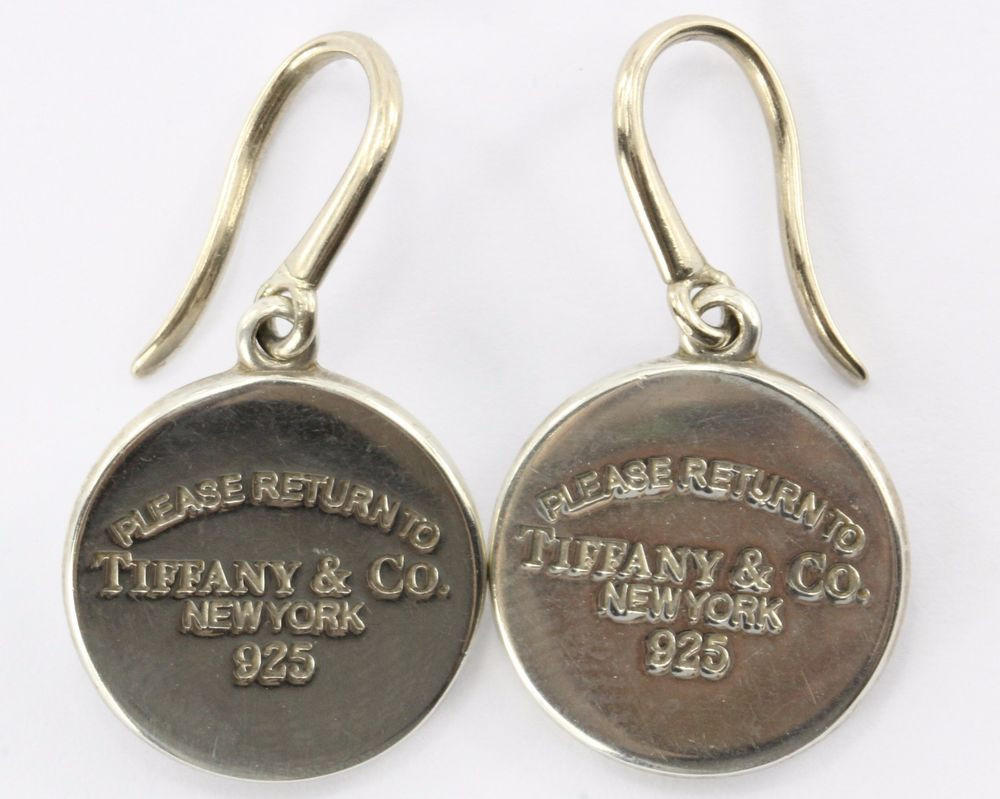 PLEASE RETURN TO
TIFFANY & CO.
NEW YORK
925
PLEASE RETURN TO
TIFFANY & CO.
NEW YORK
925